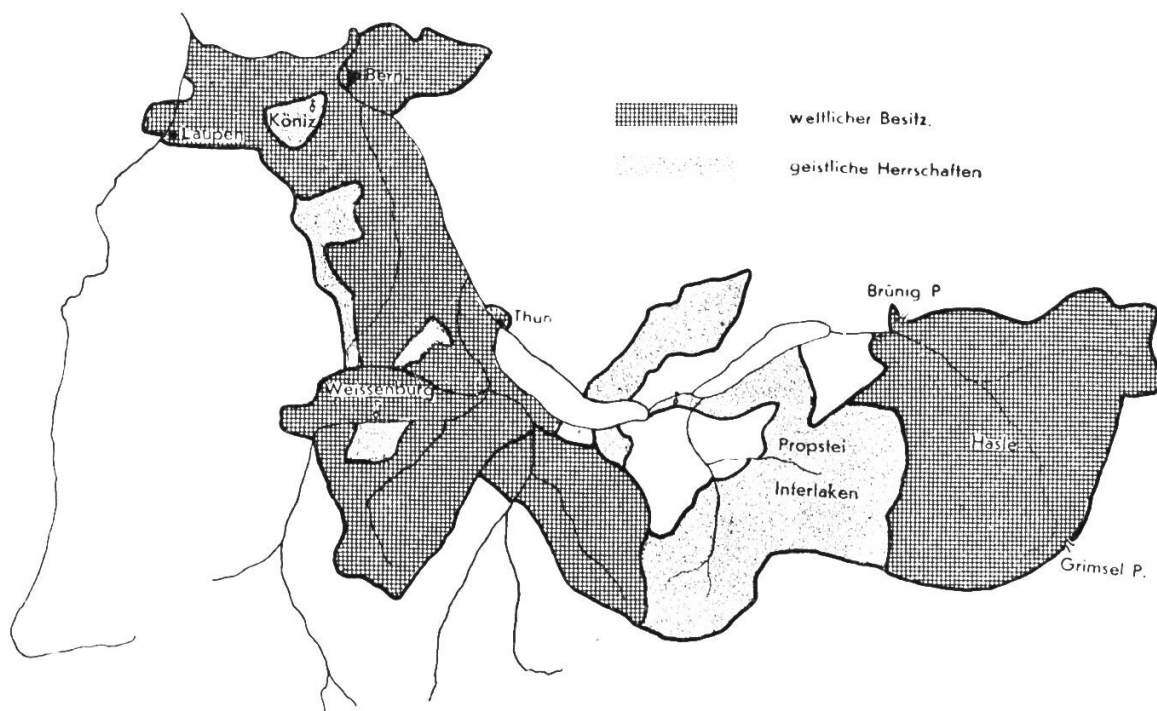 Bern
Köniz
Laupen
weltlicher Besitz.
geistliche Herrschaften
Brünig P
Thun
Weissenburg
Hasle
Propstei
Interlaken
Grimsel P.